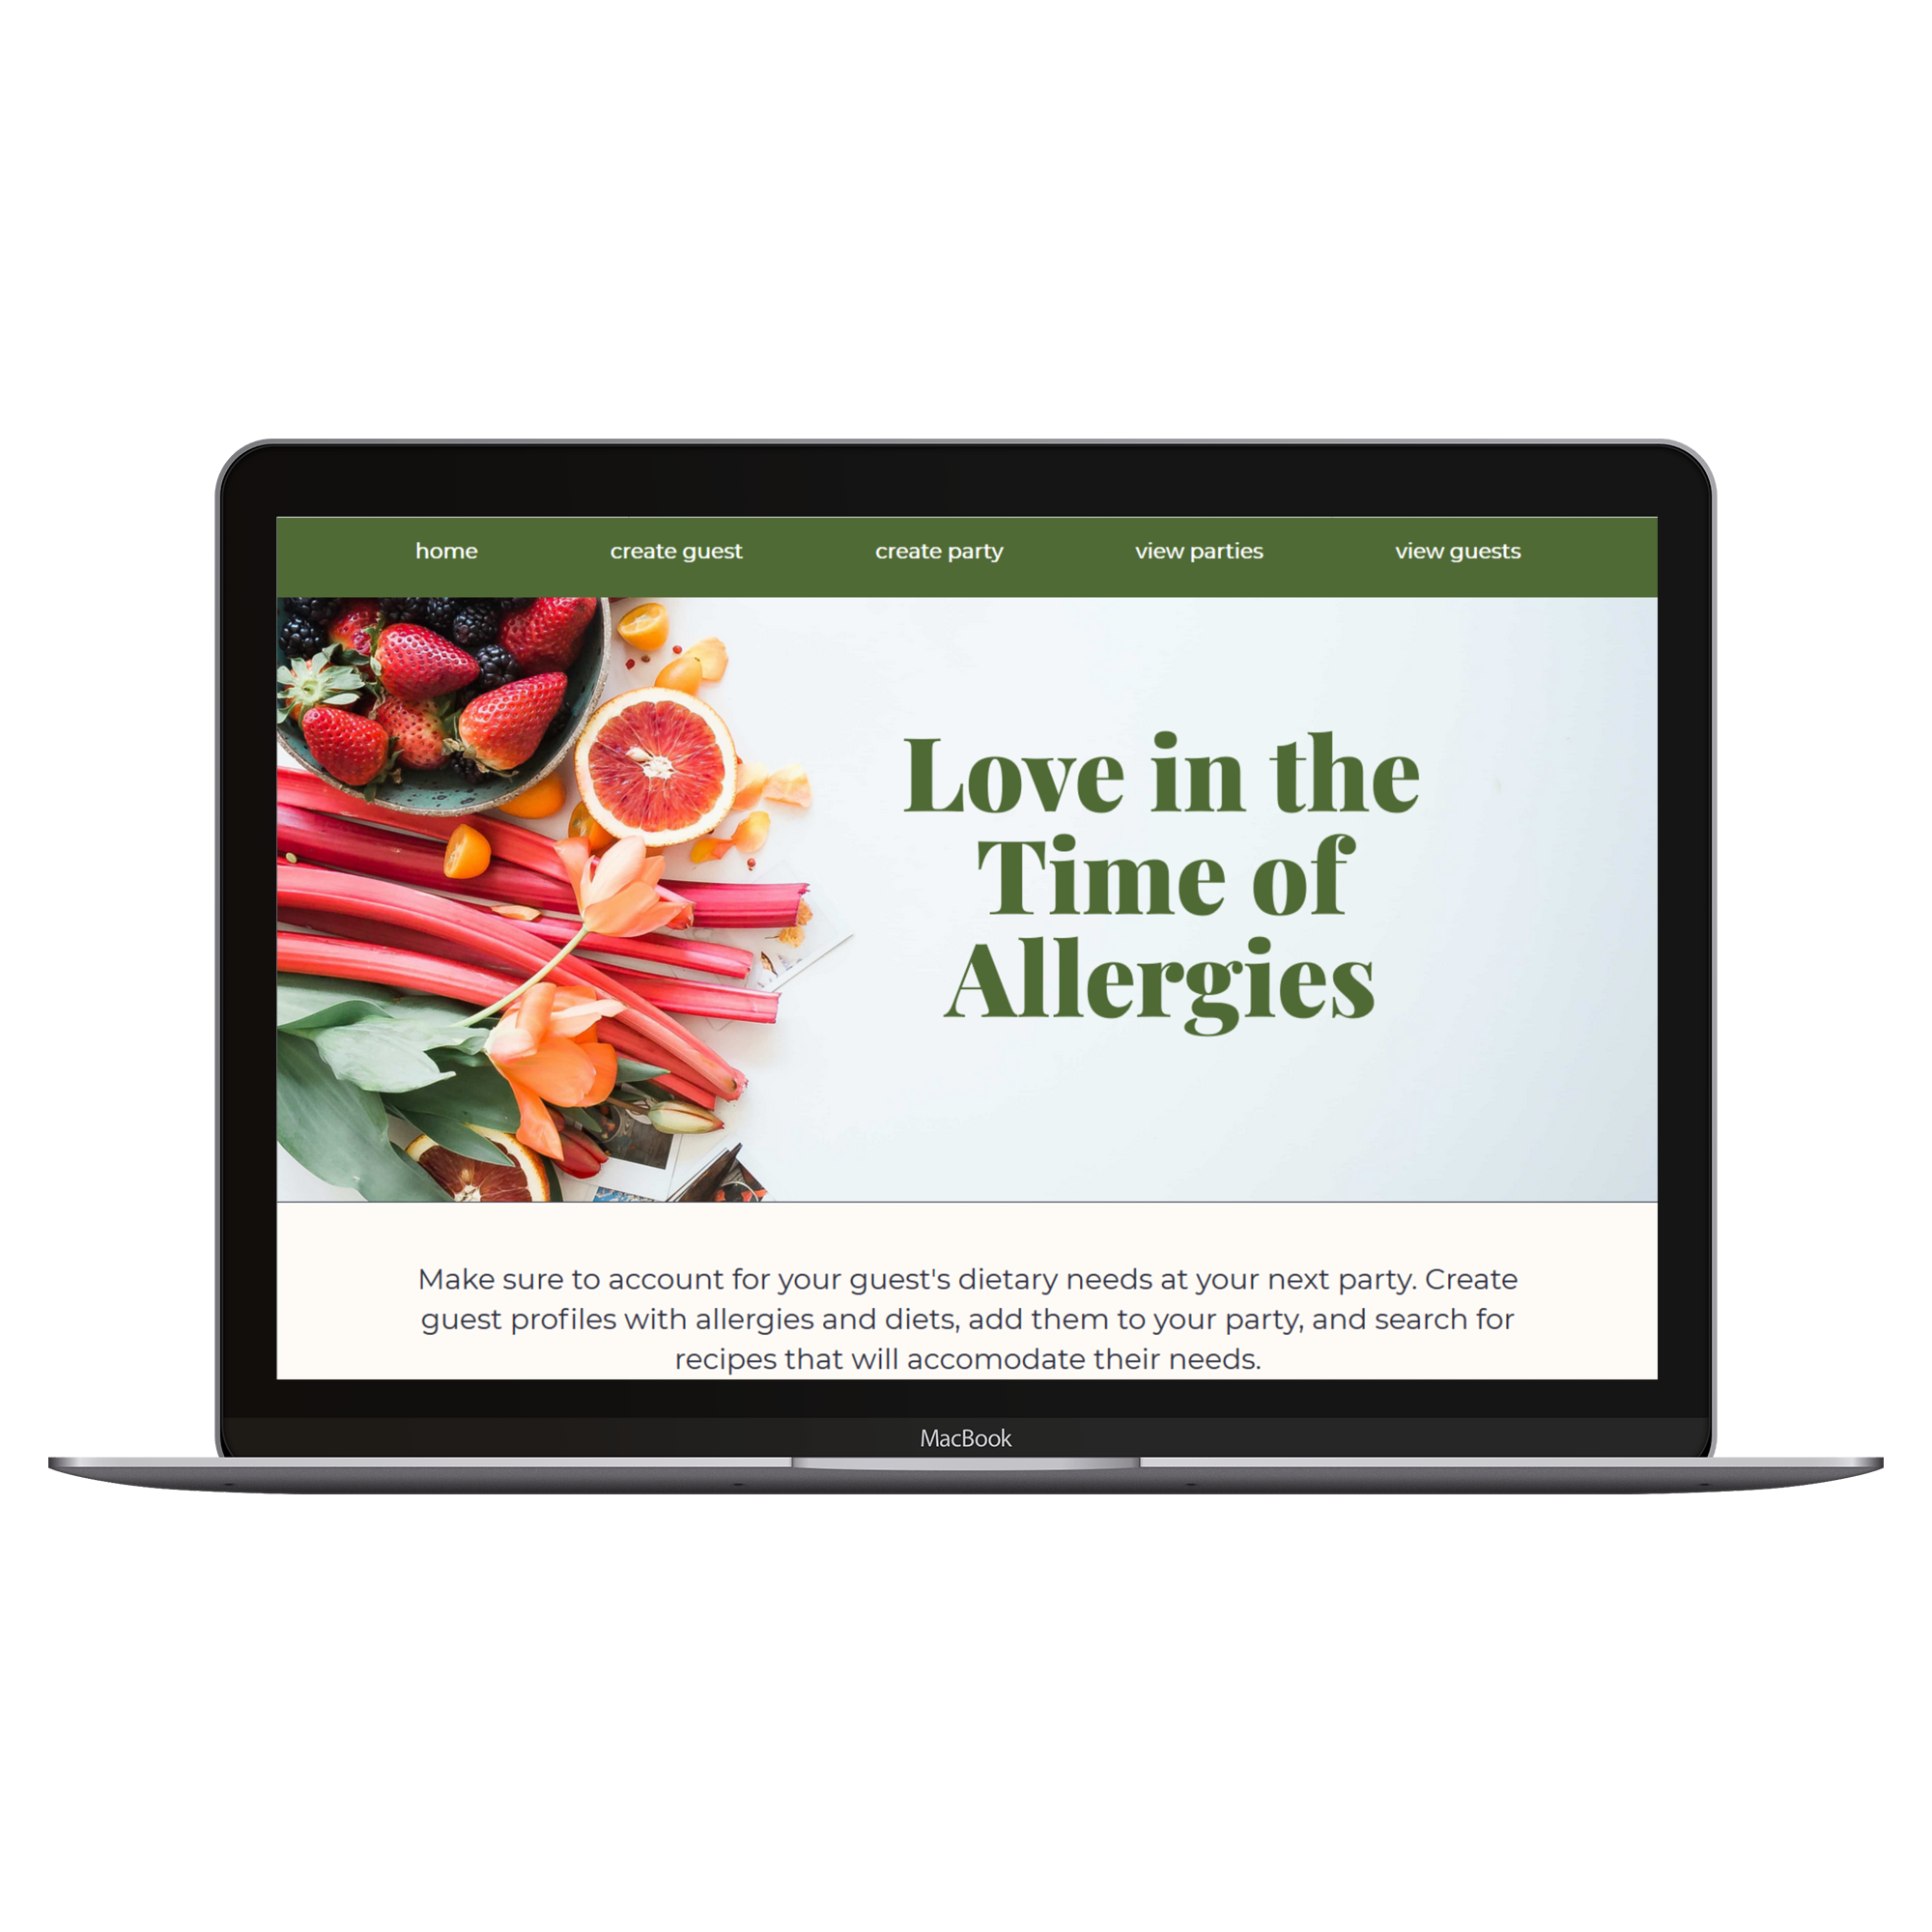 home create guest create party view parties view guests
Love in the
Time of
Allergies
Make sure to account for your guest's dietary needs at your next party. Create
guest profiles with allergies and diets, add them to your party, and search for
recipes that will accomodate their needs.
MacBook